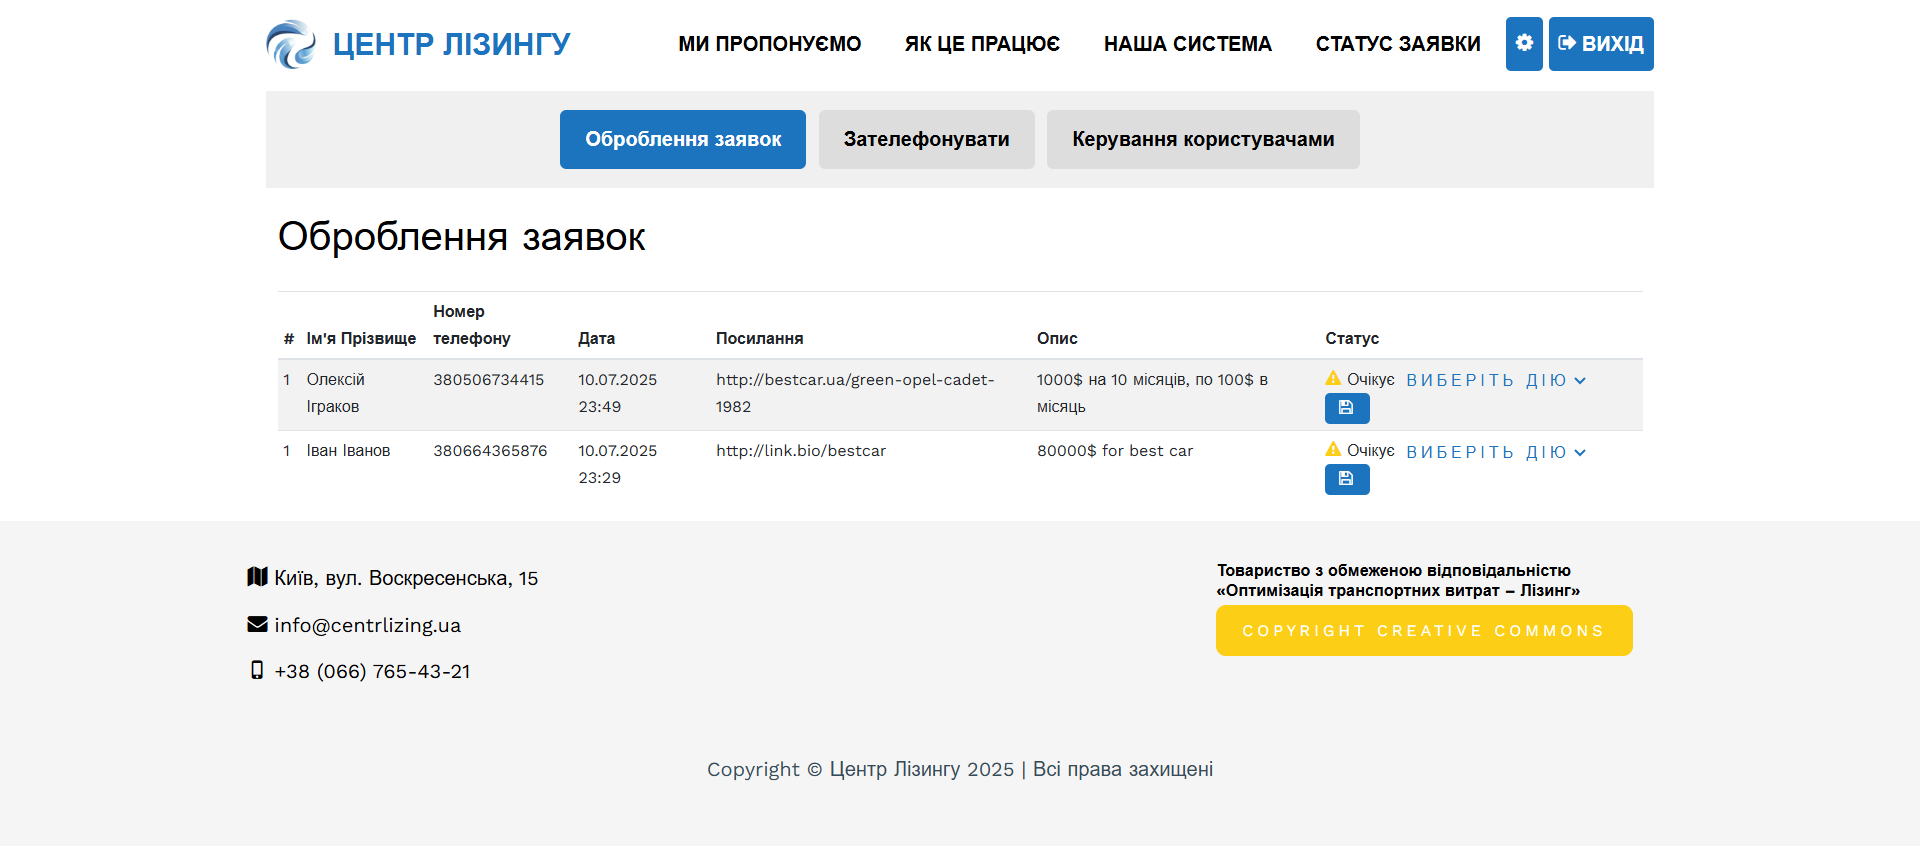 ЦЕНТР ЛІЗИНГУ
МИ ПРОПОНУЄМО
ЯК ЦЕ ПРАЦЮЄ
НАША СИСТЕМА
СТАТУС ЗАЯВКИ
ВИХІД
Оброблення заявок
Зателефонувати
Керування користувачами
Оброблення заявок
# Ім'я Прізвище Номер телефону Дата Посилання Опис Статус
1 Олексій Іграков 380506734415 10.07.2025 23:49 http://bestcar.ua/green-opel-cadet-1982 1000$ на 10 місяців, по 100$ в місяць Очікує ВИБЕРІТЬ ДІЮ
1 Іван Іванов 380664365876 10.07.2025 23:29 http://link.bio/bestcar 80000$ for best car Очікує ВИБЕРІТЬ ДІЮ
Київ, вул. Воскресенська, 15
info@centrlizing.ua
+38 (066) 765-43-21
Товариство з обмеженою відповідальністю
«Оптимізація транспортних витрат – Лізинг»
COPYRIGHT CREATIVE COMMONS
Copyright © Центр Лізингу 2025 | Всі права захищені